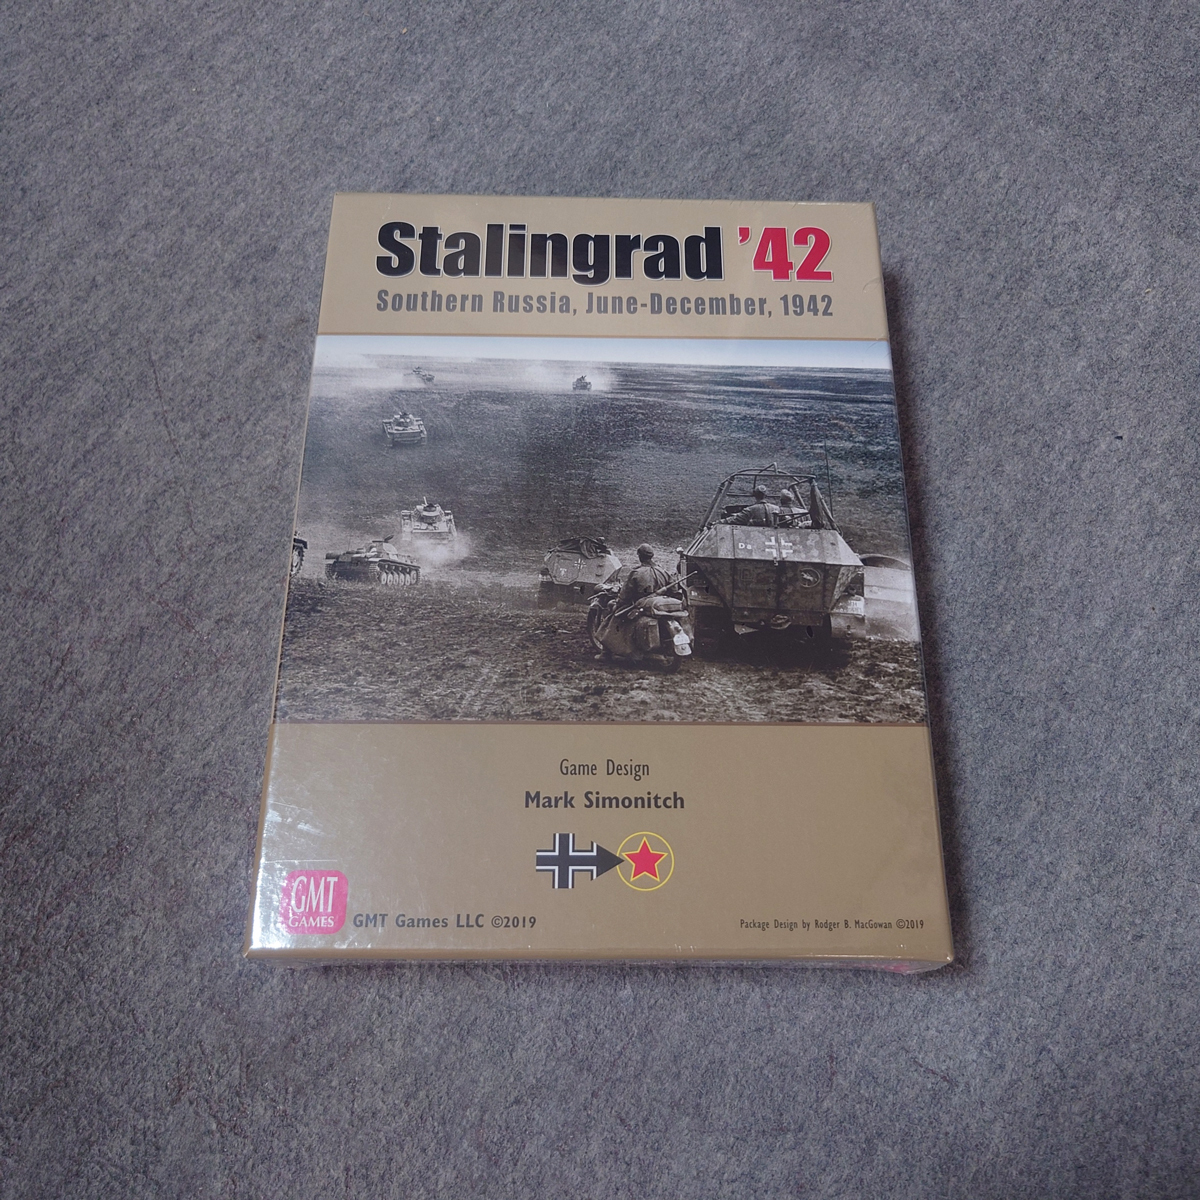 Stalingrad '42
Southern Russia, June-December, 1942
Game Design
Mark Simonitch
GMT
GAMES
GMT Games LLC ©2019
Package Design by Rodger B. MacGowan ©2019